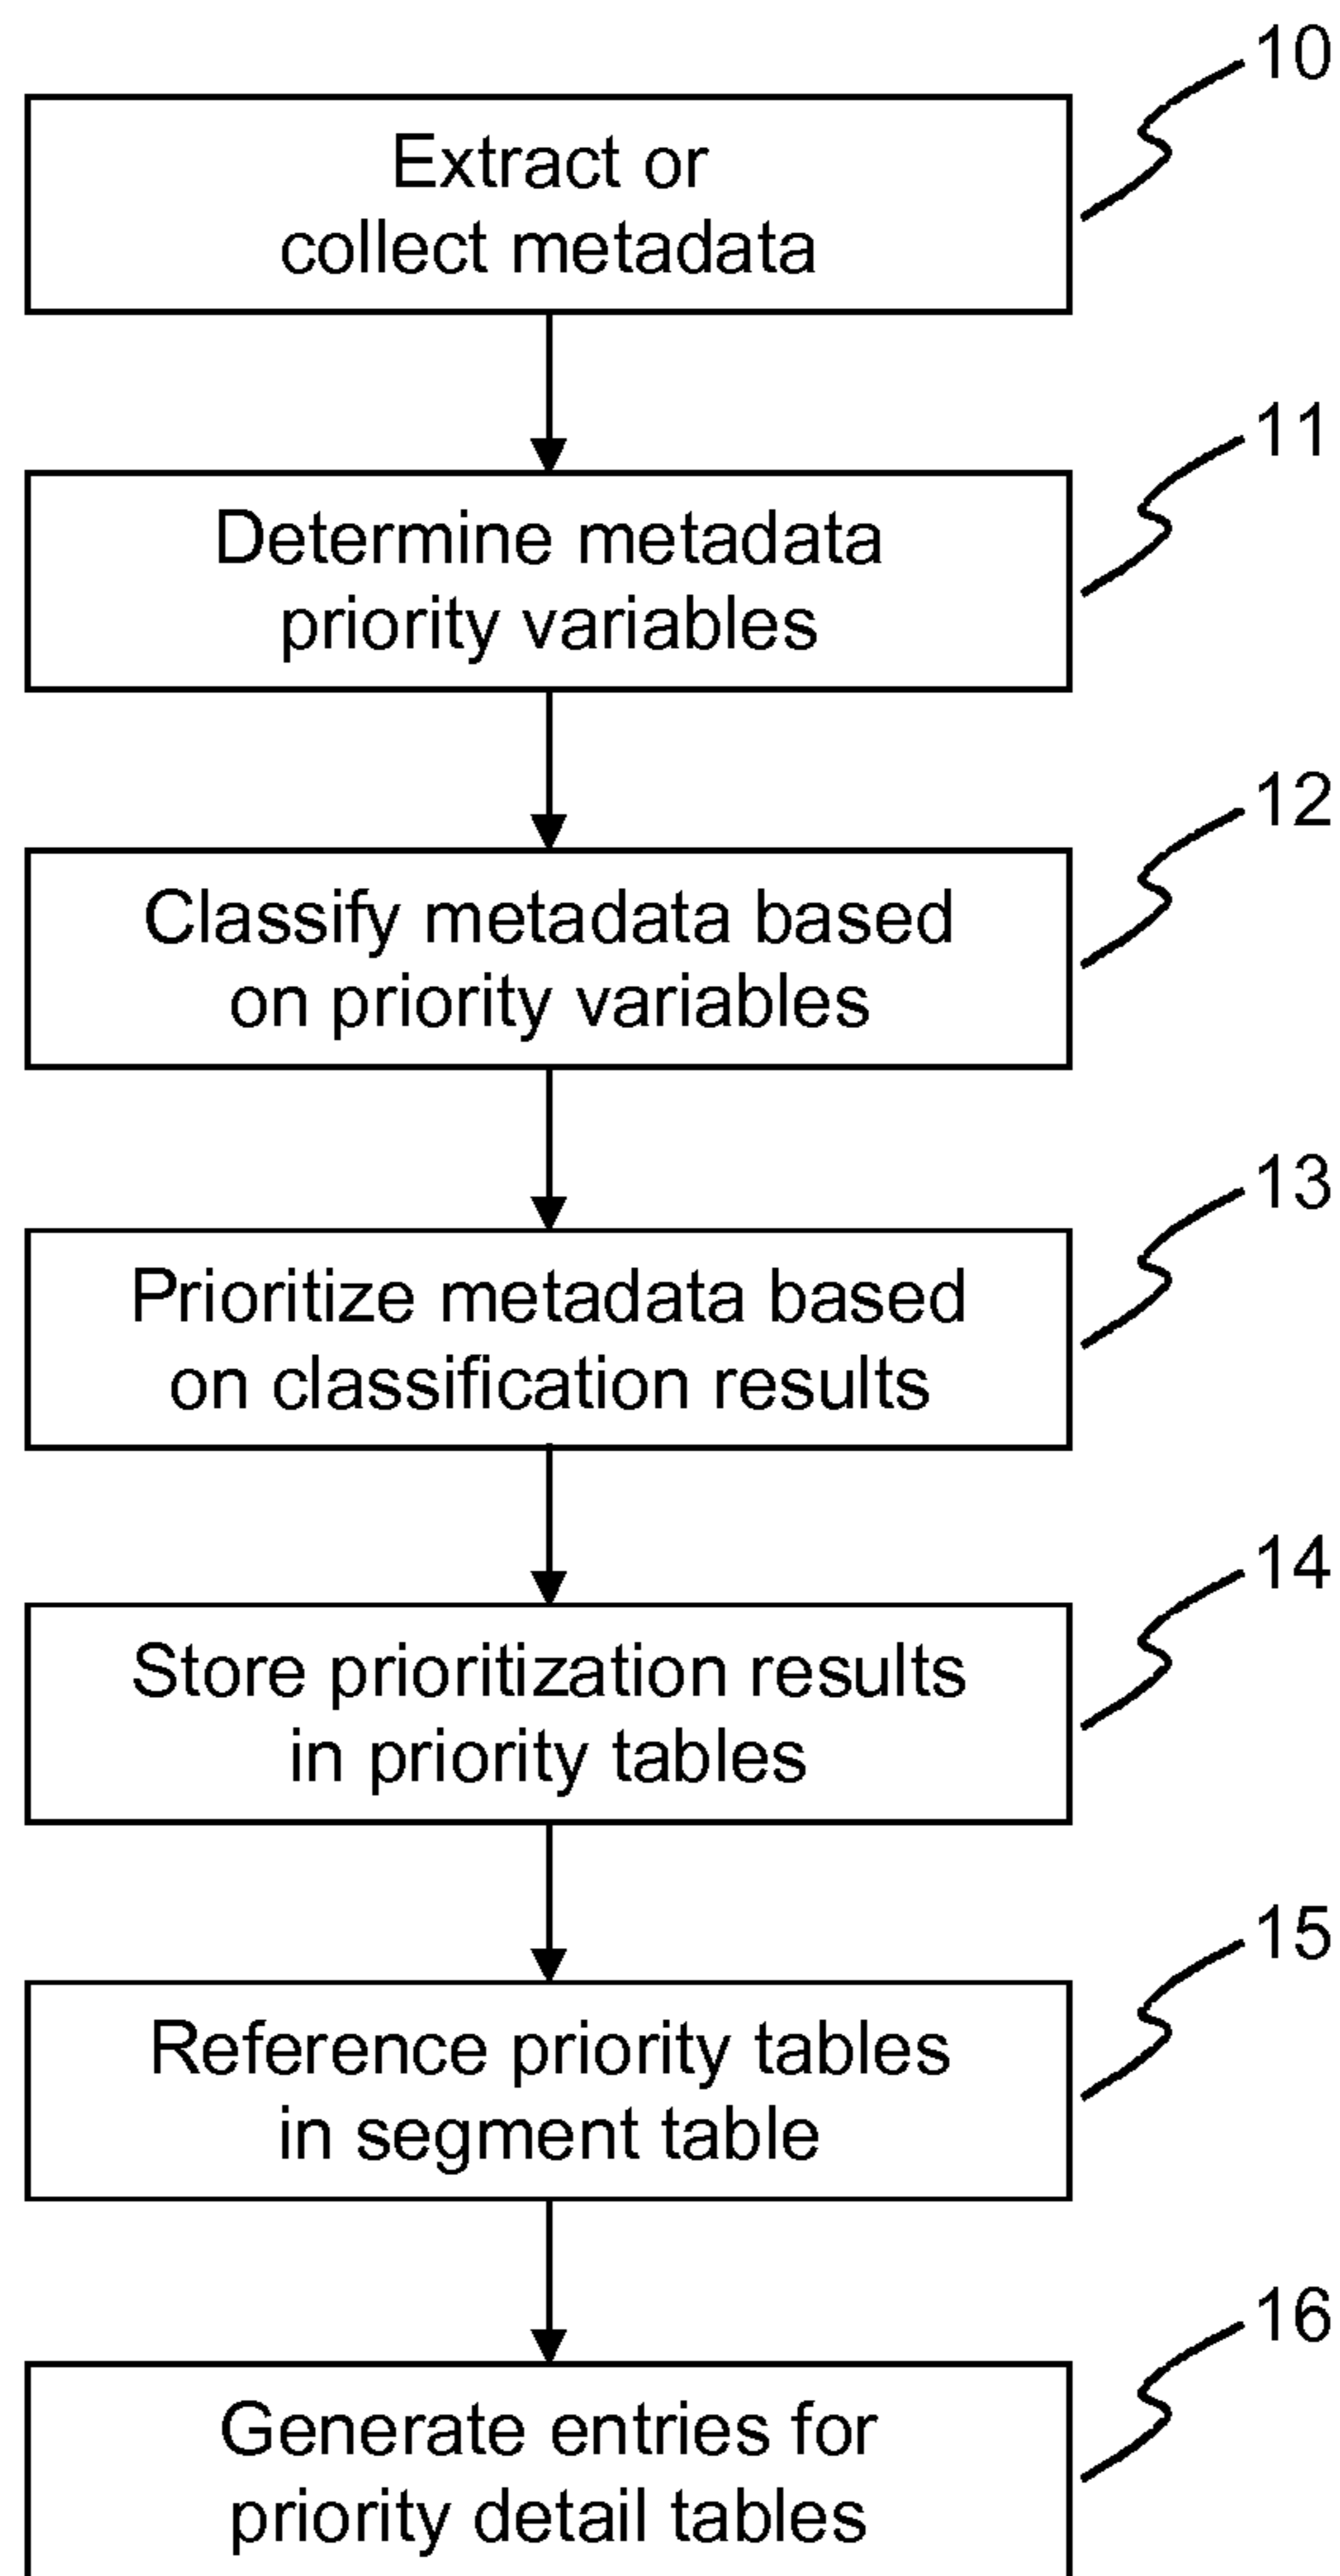 10
Extract or
collect metadata
11
Determine metadata
priority variables
12
Classify metadata based
on priority variables
13
Prioritize metadata based
on classification results
14
Store prioritization results
in priority tables
15
Reference priority tables
in segment table
16
Generate entries for
priority detail tables